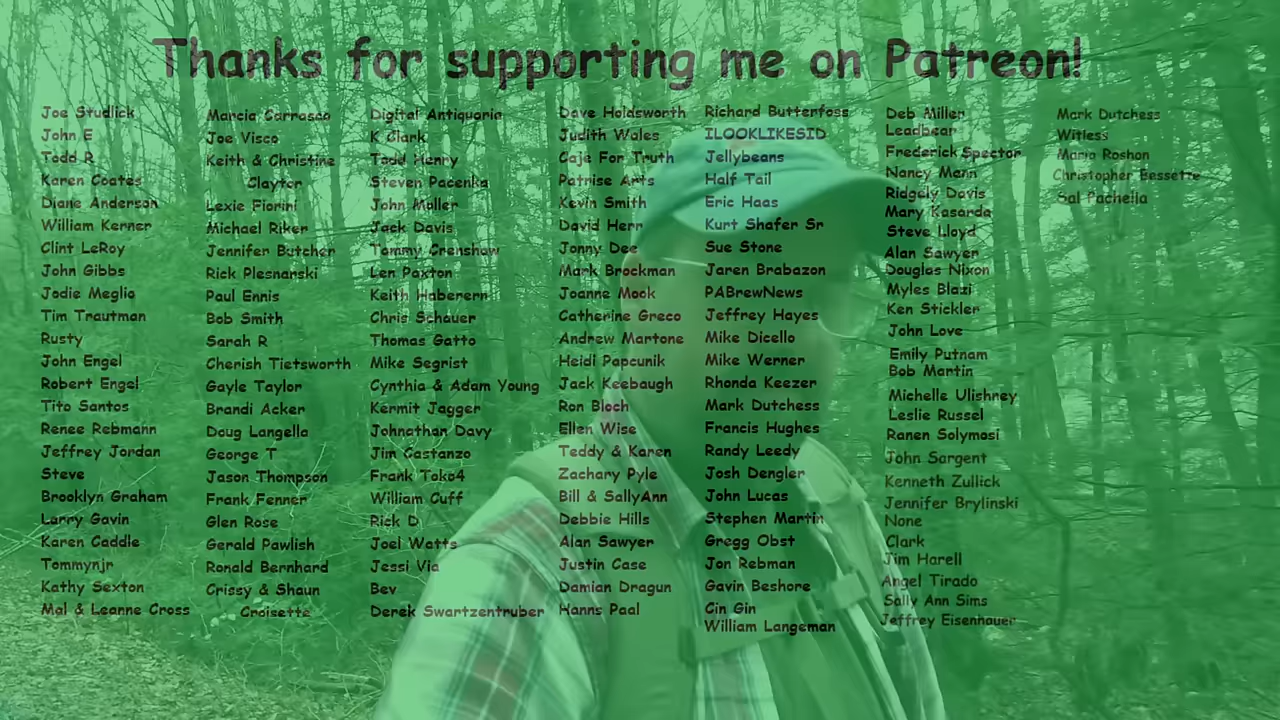 Thanks for supporting me on Patreon!
Joe Studlick
John E
Todd R
Karen Coates
Diane Anderson
William Kerner
Clint LeRoy
John Gibbs
Jodie Meglio
Tim Trautman
Rusty
John Engel
Robert Engel
Tito Santos
Renee Rebmann
Jeffrey Jordan
Steve
Brooklyn Graham
Larry Gavin
Karen Caddle
Tommynjr
Kathy Sexton
Mal & Leanne Cross
Marcia Carrasco
Joe Visco
Keith & Christine
Clayter
Lexie Fiorini
Michael Riker
Jennifer Butcher
Rick Plesnarski
Paul Ennis
Bob Smith
Sarah R
Cherish Tietsworth
Gayle Taylor
Brandi Acker
Doug Langella
George T
Jason Thompson
Frank Fenner
Glen Rose
Gerald Pawlish
Ronald Bernhard
Crissy & Shaun
Croisette
Digital Antiquaria
K Clark
Todd Henry
Steven Pacenka
John Moller
Jack Davis
Tammy Crenshaw
Len Paxton
Keith Habenern
Chris Schauer
Thomas Gatto
Mike Segrist
Cynthia & Adam Young
Kermit Jagger
Johnathan Davy
Jim Castanzo
Frank Toko4
William Cuff
Rick D
Joel Watts
Jessi Via
Bev
Derek Swartzentruber
Dave Holdsworth
Judith Wales
Caje For Truth
Patrise Arts
Kevin Smith
David Herr
Jonny Dee
Mark Brockman
Joanne Mock
Catherine Greco
Andrew Martone
Heidi Papcunik
Jack Keebaugh
Ron Bloch
Ellen Wise
Teddy & Karen
Zachary Pyle
Bill & SallyAnn
Debbie Hills
Alan Sawyer
Justin Case
Damian Dragun
Hanns Paal
Richard Butterfoss
ILOOKLIKESID
Jellybeans
Half Tail
Eric Haas
Kurt Shafer Sr
Sue Stone
Jaren Brabazon
PABrewNews
Jeffrey Hayes
Mike Dicello
Mike Werner
Rhonda Keezer
Mark Dutchess
Francis Hughes
Randy Leedy
Josh Dengler
John Lucas
Stephen Martin
Gregg Obst
Jon Rebman
Gavin Beshore
Cin Gin
William Langeman
Deb Miller
Leadbear
Frederick Spector
Nancy Mann
Ridgely Davis
Mary Kasarda
Steve Lloyd
Alan Sawyer
Douglas Nixon
Myles Blazi
Ken Stickler
John Love
Emily Putnam
Bob Martin
Michelle Ulishney
Leslie Russel
Ranen Solymosi
John Sargent
Kenneth Zullick
Jennifer Brylinski
None
Clark
Jim Harell
Angel Tirado
Sally Ann Sims
Jeffrey Eisenhauer
Mark Dutchess
Witless
Maria Roshon
Christopher Bessette
Sal Pachella